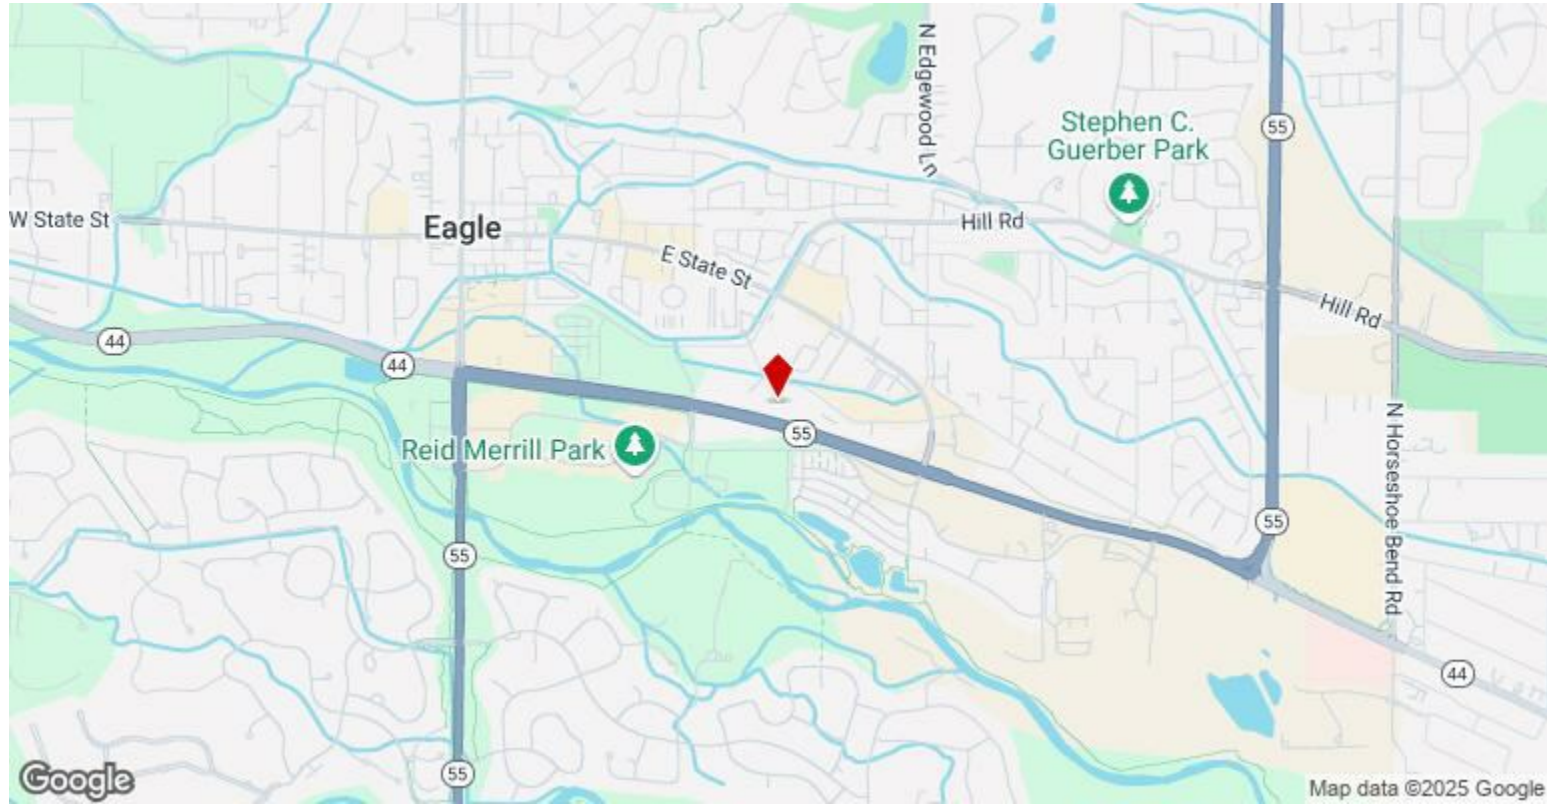 N Edgewood Ln
55
Stephen C.
Guerber Park
W State St
Eagle
Hill Rd
E State St
Hill Rd
44
44
55
Reid Merrill Park
N Horseshoe Bend Rd
55
55
44
55
Google
Map data ©2025 Google